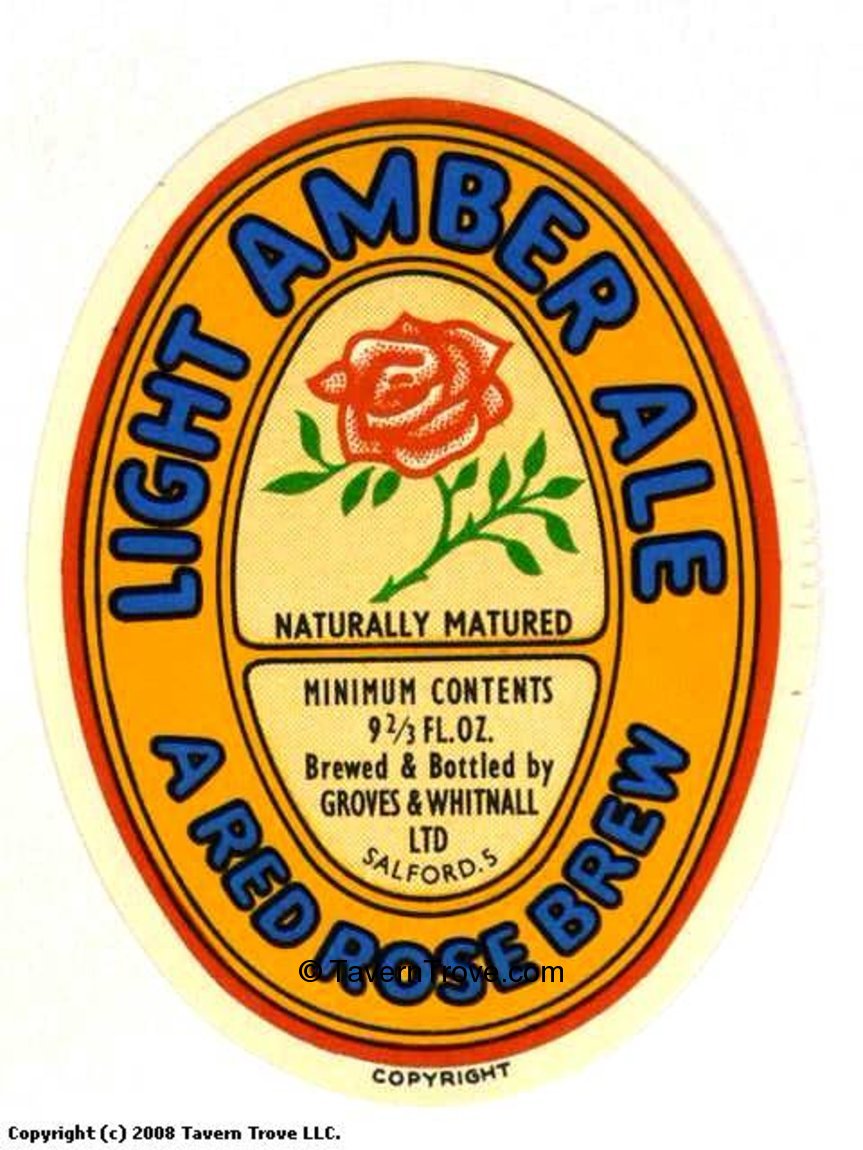 LIGHT AMBER ALE
NATURALLY MATURED
MINIMUM CONTENTS
9 2/3 FL.OZ.
Brewed & Bottled by
GROVES & WHITNALL
LTD
SALFORD. 5
A RED ROSE BREW
© TavernTrove.com
COPYRIGHT
Copyright (c) 2008 Tavern Trove LLC.